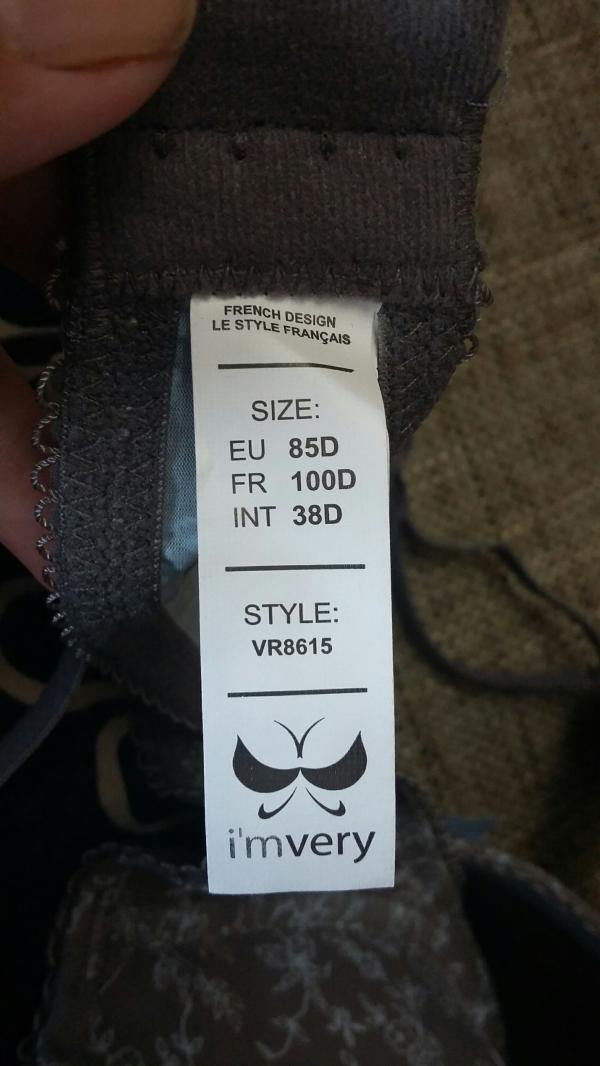 FRENCH DESIGN
LE STYLE FRANÇAIS
SIZE:
EU 85D
FR 100D
INT 38D
STYLE:
VR8615
i'mvery